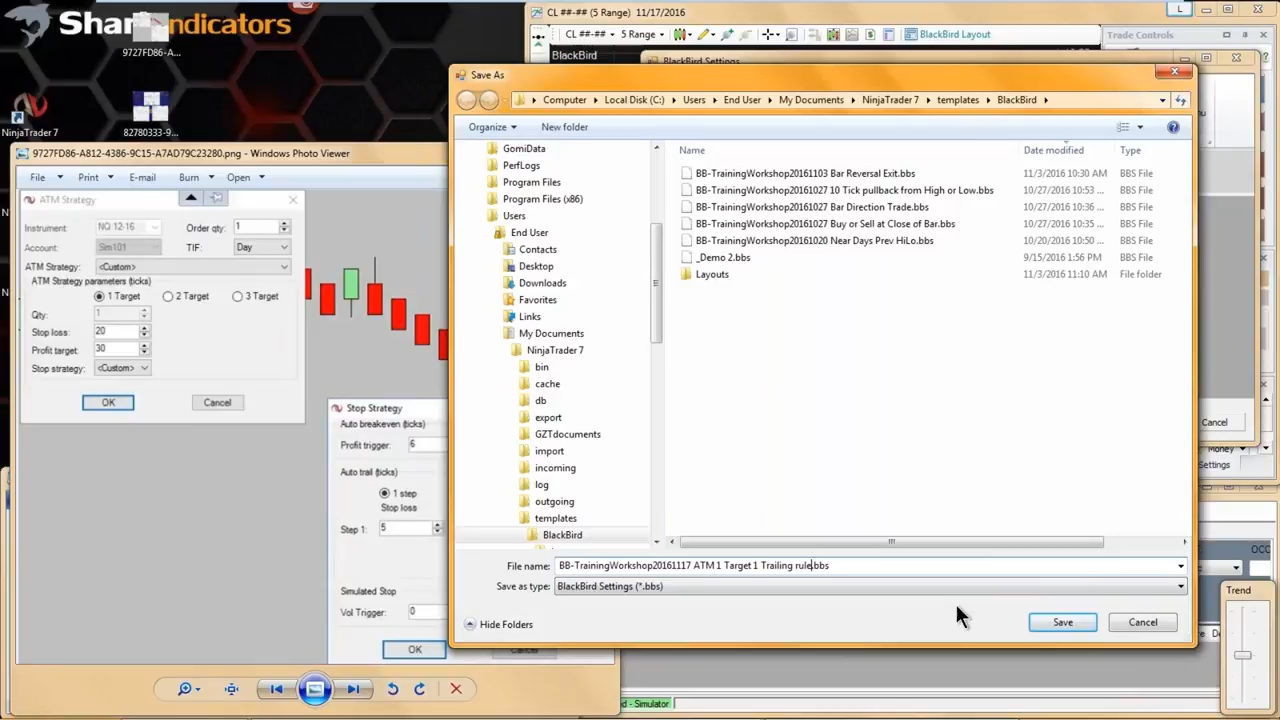 Shar
ndicators
9727FD86-A...
NinjaTrader 7
82780333-9...
CL ##-## (5 Range) 11/17/2016
CL ##-##
5 Range
BlackBird Layout
Trade Controls
BlackBird
BlackBird Settings
Save As
Computer
Local Disk (C:)
Users
End User
My Documents
NinjaTrader 7
templates
BlackBird
Organize
New folder
GomiData
PerfLogs
Program Files
Program Files (x86)
Users
End User
Contacts
Desktop
Downloads
Favorites
Links
My Documents
NinjaTrader 7
bin
cache
db
export
GZTdocuments
import
incoming
log
outgoing
templates
BlackBird
Name Date modified Type
BB-TrainingWorkshop20161103 Bar Reversal Exit.bbs 11/3/2016 10:30 AM BBS File
BB-TrainingWorkshop20161027 10 Tick pullback from High or Low.bbs 10/27/2016 10:53 ... BBS File
BB-TrainingWorkshop20161027 Bar Direction Trade.bbs 10/27/2016 10:36 ... BBS File
BB-TrainingWorkshop20161027 Buy or Sell at Close of Bar.bbs 10/27/2016 10:35 ... BBS File
BB-TrainingWorkshop20161020 Near Days Prev HiLo.bbs 10/20/2016 10:50 ... BBS File
_Demo 2.bbs 9/15/2016 1:56 PM BBS File
Layouts 11/3/2016 11:10 AM File folder
File name: BB-TrainingWorkshop20161117 ATM 1 Target 1 Trailing rule.bbs
Save as type: BlackBird Settings (*.bbs)
Hide Folders
Save
Cancel
9727FD86-A812-4386-9C15-A7AD79C23280.png - Windows Photo Viewer
File Print E-mail Burn Open
ATM Strategy
Instrument: NQ 12-16 Order qty: 1
Account: Sim101 TIF: Day
ATM Strategy: <Custom>
ATM Strategy parameters (ticks)
1 Target 2 Target 3 Target
Qty: 1
Stop loss: 20
Profit target: 30
Stop strategy: <Custom>
OK Cancel
Stop Strategy
Auto breakeven (ticks)
Profit trigger: 6
Auto trail (ticks)
1 step
Stop loss
Step 1: 5
Simulated Stop
Vol Trigger: 0
OK
Cancel
Cancel
Money
Settings
OCO
Trend
d - Simulator